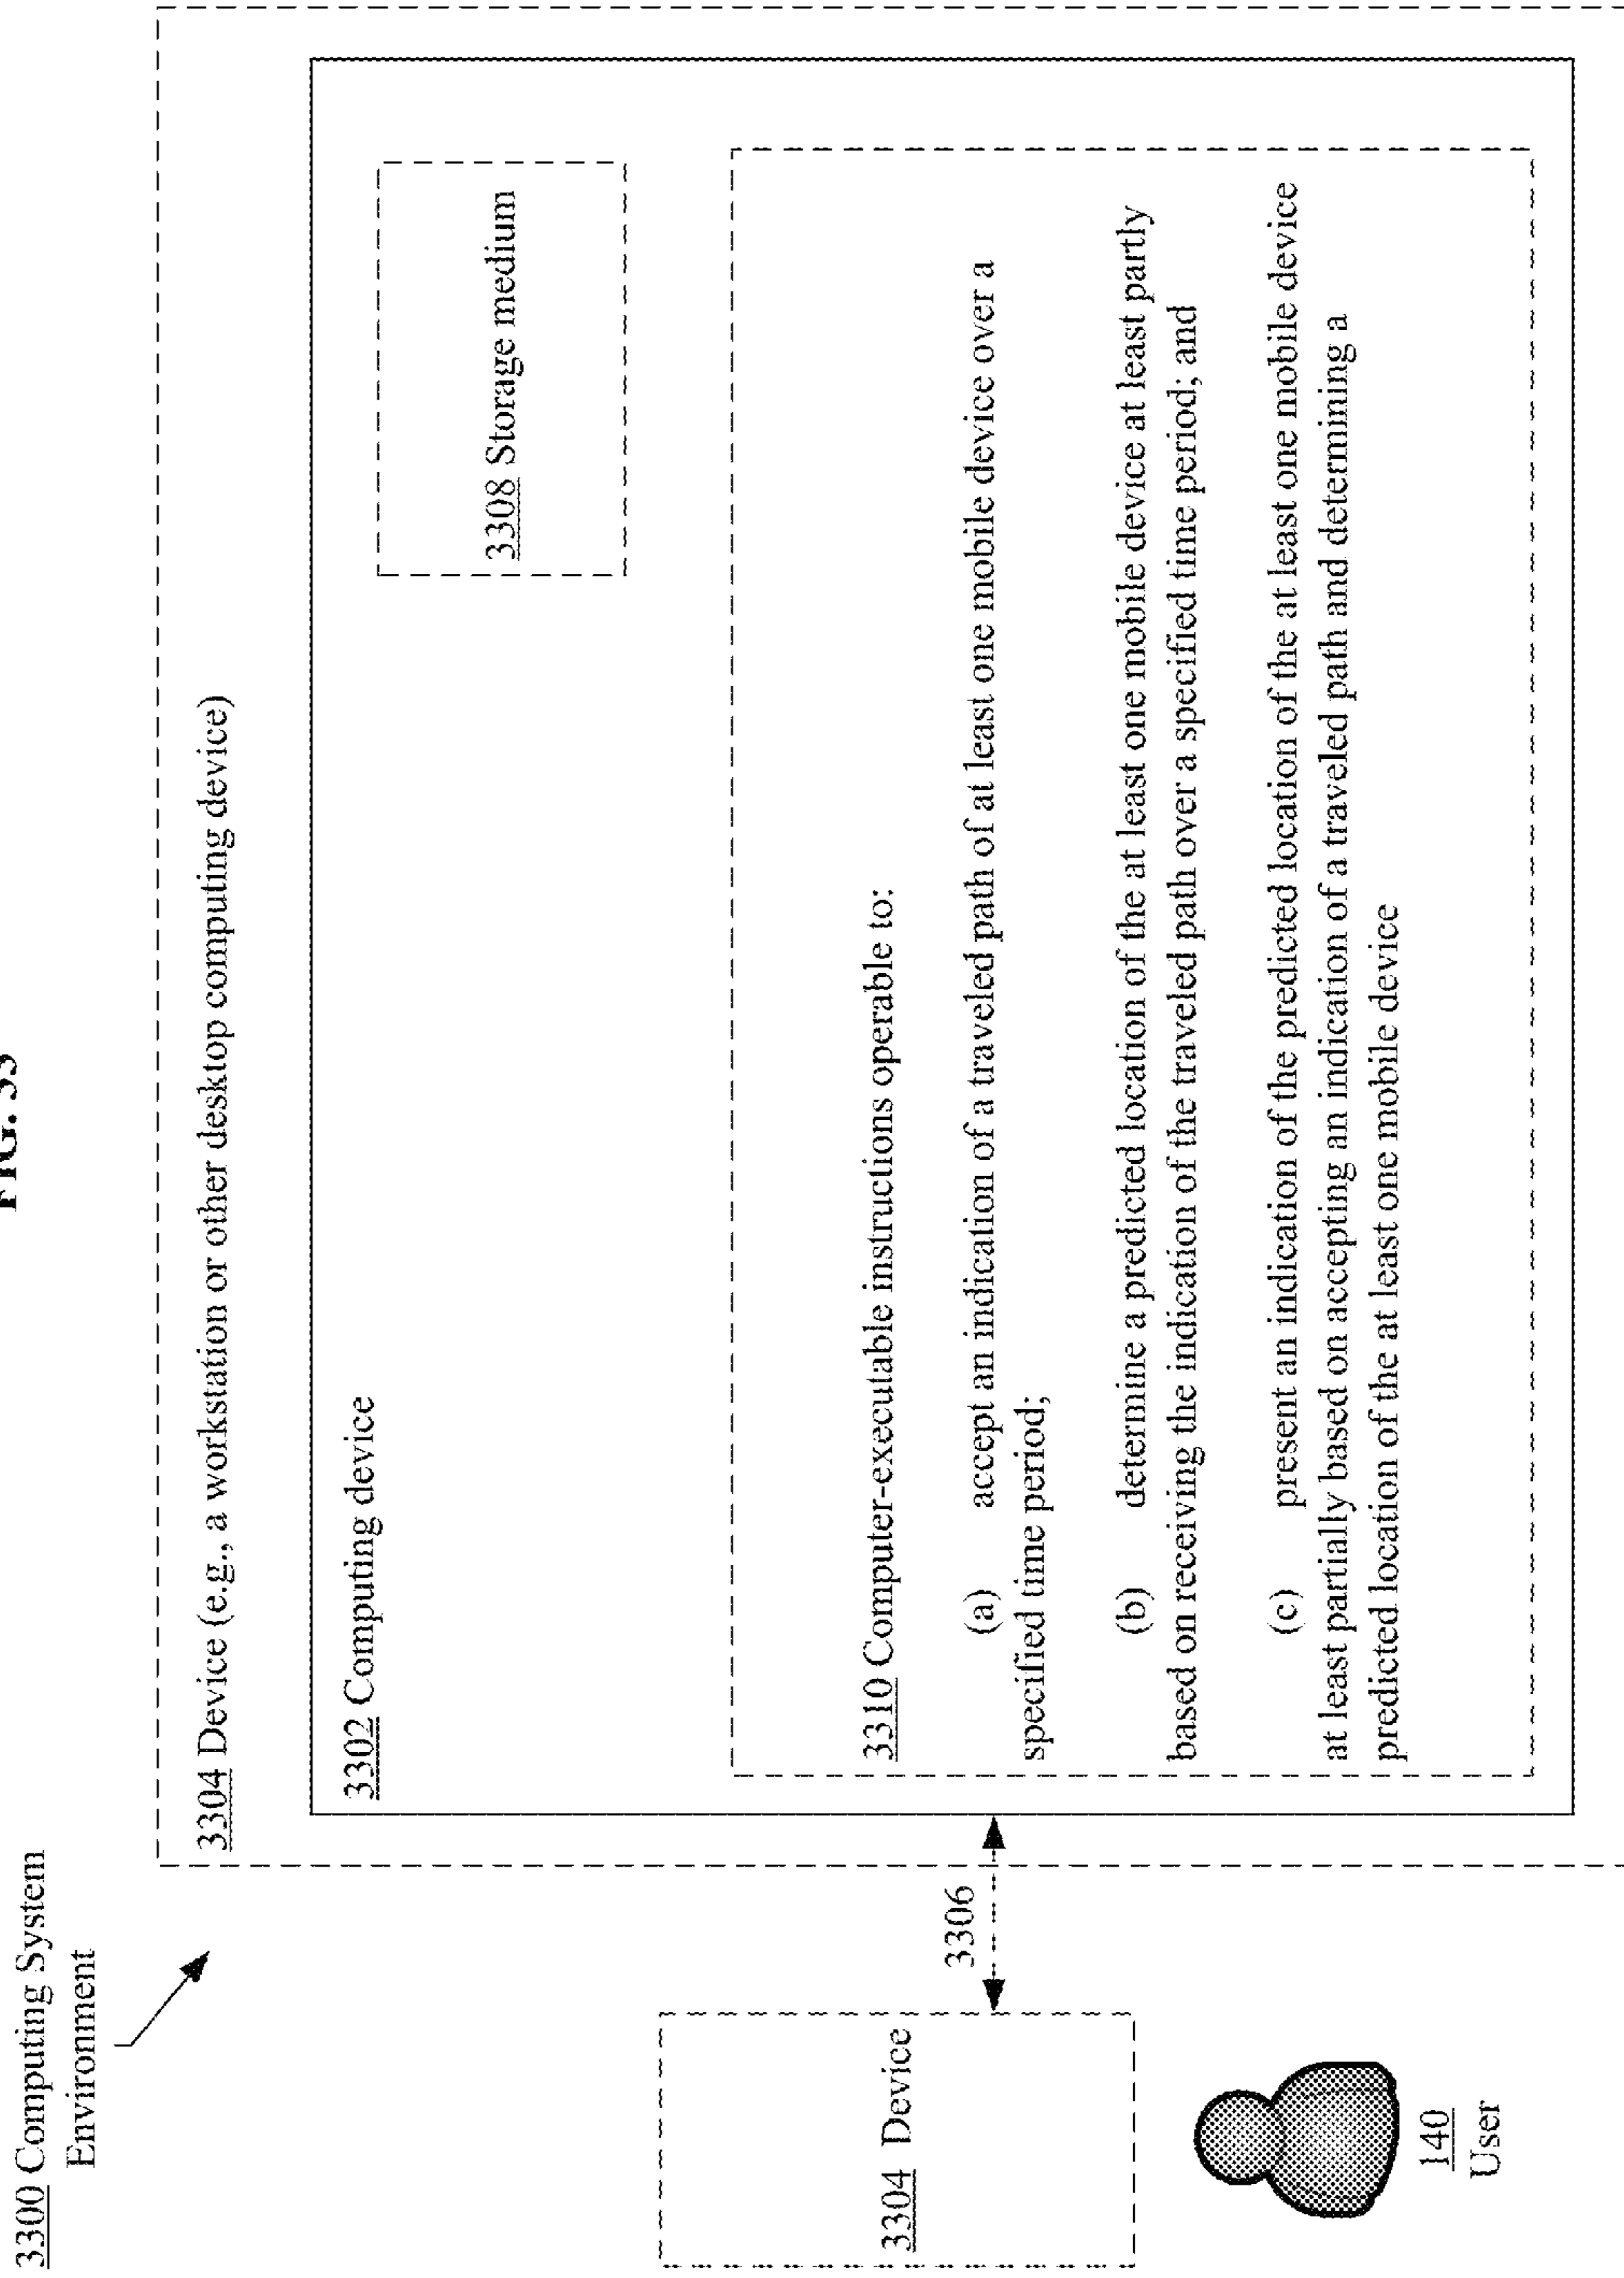 FIG. 33
3300 Computing System
Environment
3304 Device (e.g., a workstation or other desktop computing device)
3302 Computing device
3308 Storage medium
3310 Computer-executable instructions operable to:
(a) accept an indication of a traveled path of at least one mobile device over a
specified time period;
(b) determine a predicted location of the at least one mobile device at least partly
based on receiving the indication of the traveled path over a specified time period; and
(c) present an indication of the predicted location of the at least one mobile device
at least partially based on accepting an indication of a traveled path and determining a
predicted location of the at least one mobile device
3306
3304 Device
140
User